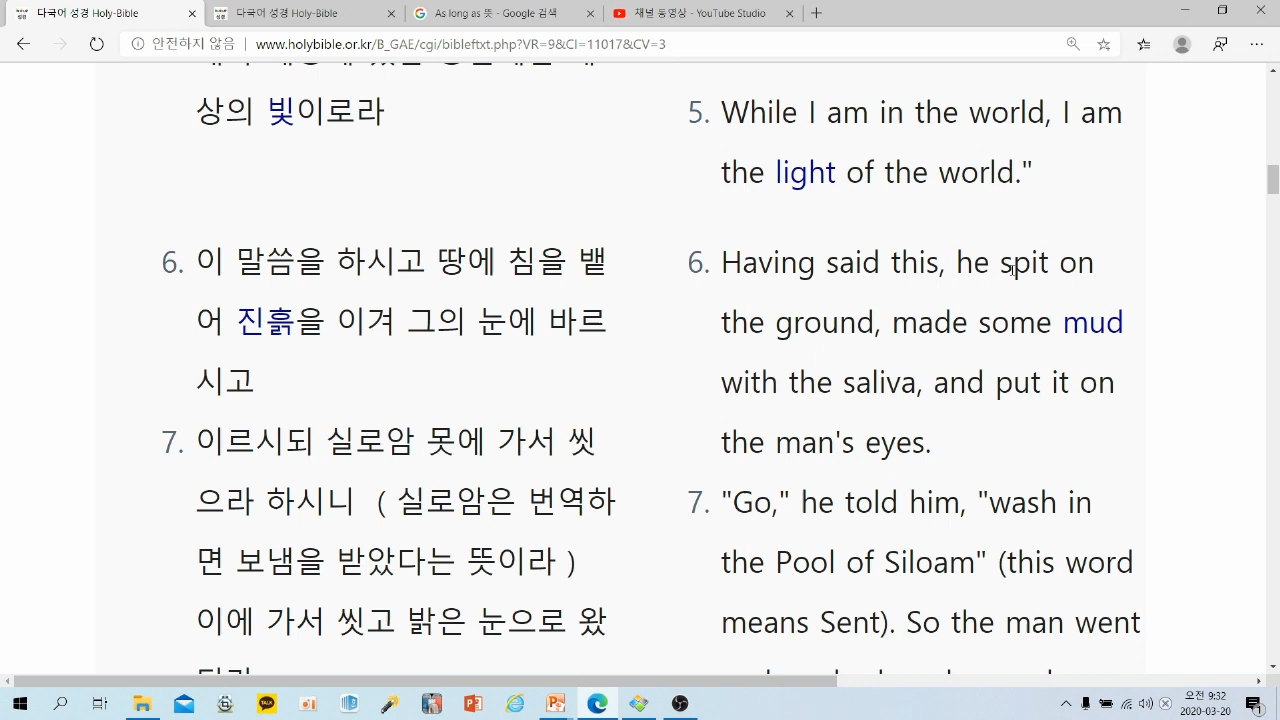 다국어 성경 Holy-Bible
다국어 성경 Holy-Bible
As long as 뜻 - Google 검색
채널 동영상 - YouTube Studio
안전하지 않음
www.holybible.or.kr/B_GAE/cgi/bibleftxt.php?VR=9&CI=11017&CV=3
상의 빛이로라
6. 이 말씀을 하시고 땅에 침을 뱉
어 진흙을 이겨 그의 눈에 바르
시고
7. 이르시되 실로암 못에 가서 씻
으라 하시니 ( 실로암은 번역하
면 보냄을 받았다는 뜻이라 )
이에 가서 씻고 밝은 눈으로 왔
5. While I am in the world, I am
the light of the world."
6. Having said this, he spit on
the ground, made some mud
with the saliva, and put it on
the man's eyes.
7. "Go," he told him, "wash in
the Pool of Siloam" (this word
means Sent). So the man went
오전 9:32
2020-03-20